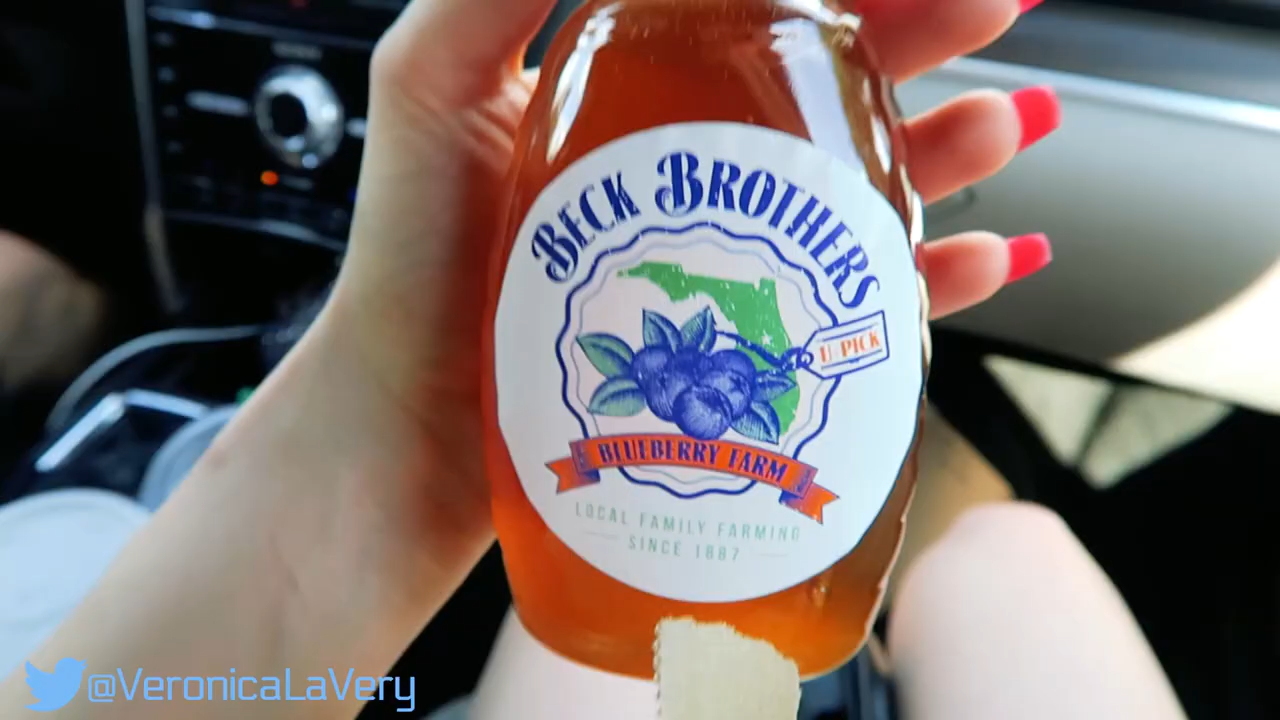 BECK BROTHERS
U PICK
BLUEBERRY FARM
LOCAL FAMILY FARMING
SINCE 1887
@VeronicaLaVery